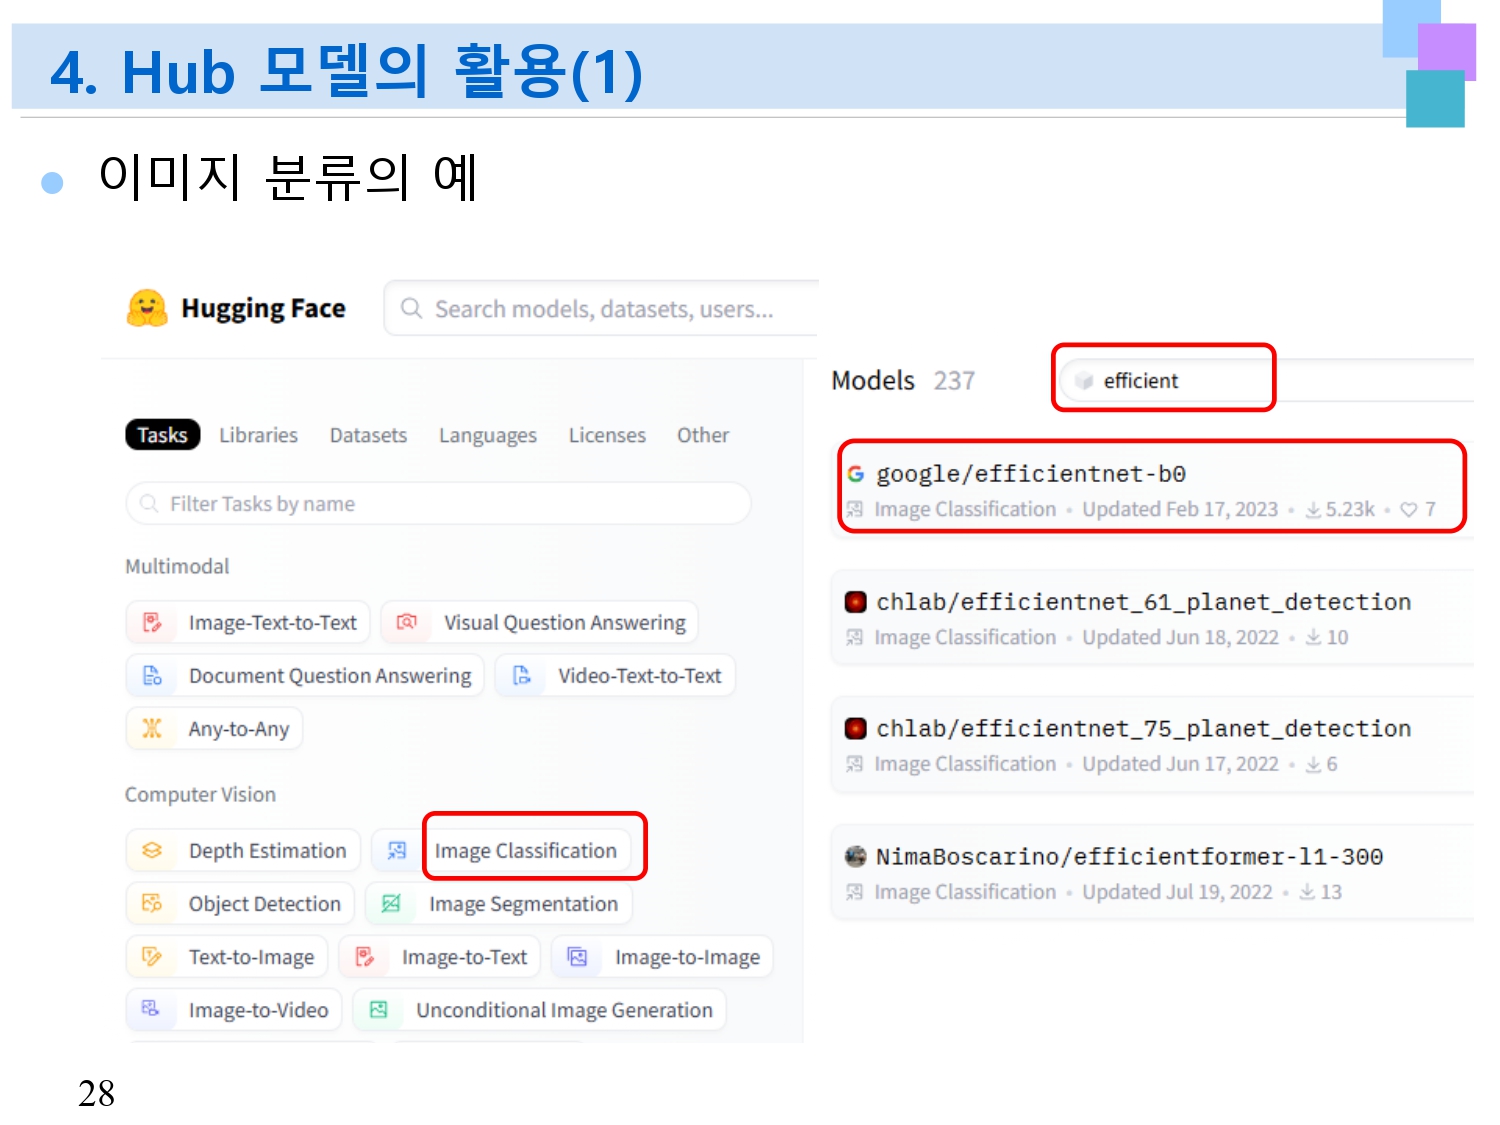 4. Hub 모델의 활용(1)
이미지 분류의 예
Hugging Face
Search models, datasets, users...
Tasks Libraries Datasets Languages Licenses Other
Filter Tasks by name
Multimodal
Image-Text-to-Text Visual Question Answering
Document Question Answering Video-Text-to-Text
Any-to-Any
Computer Vision
Depth Estimation Image Classification
Object Detection Image Segmentation
Text-to-Image Image-to-Text Image-to-Image
Image-to-Video Unconditional Image Generation
Models 237 efficient
google/efficientnet-b0
Image Classification • Updated Feb 17, 2023 • 5.23k • 7
chlab/efficientnet_61_planet_detection
Image Classification • Updated Jun 18, 2022 • 10
chlab/efficientnet_75_planet_detection
Image Classification • Updated Jun 17, 2022 • 6
NimaBoscarino/efficientformer-l1-300
Image Classification • Updated Jul 19, 2022 • 13
28